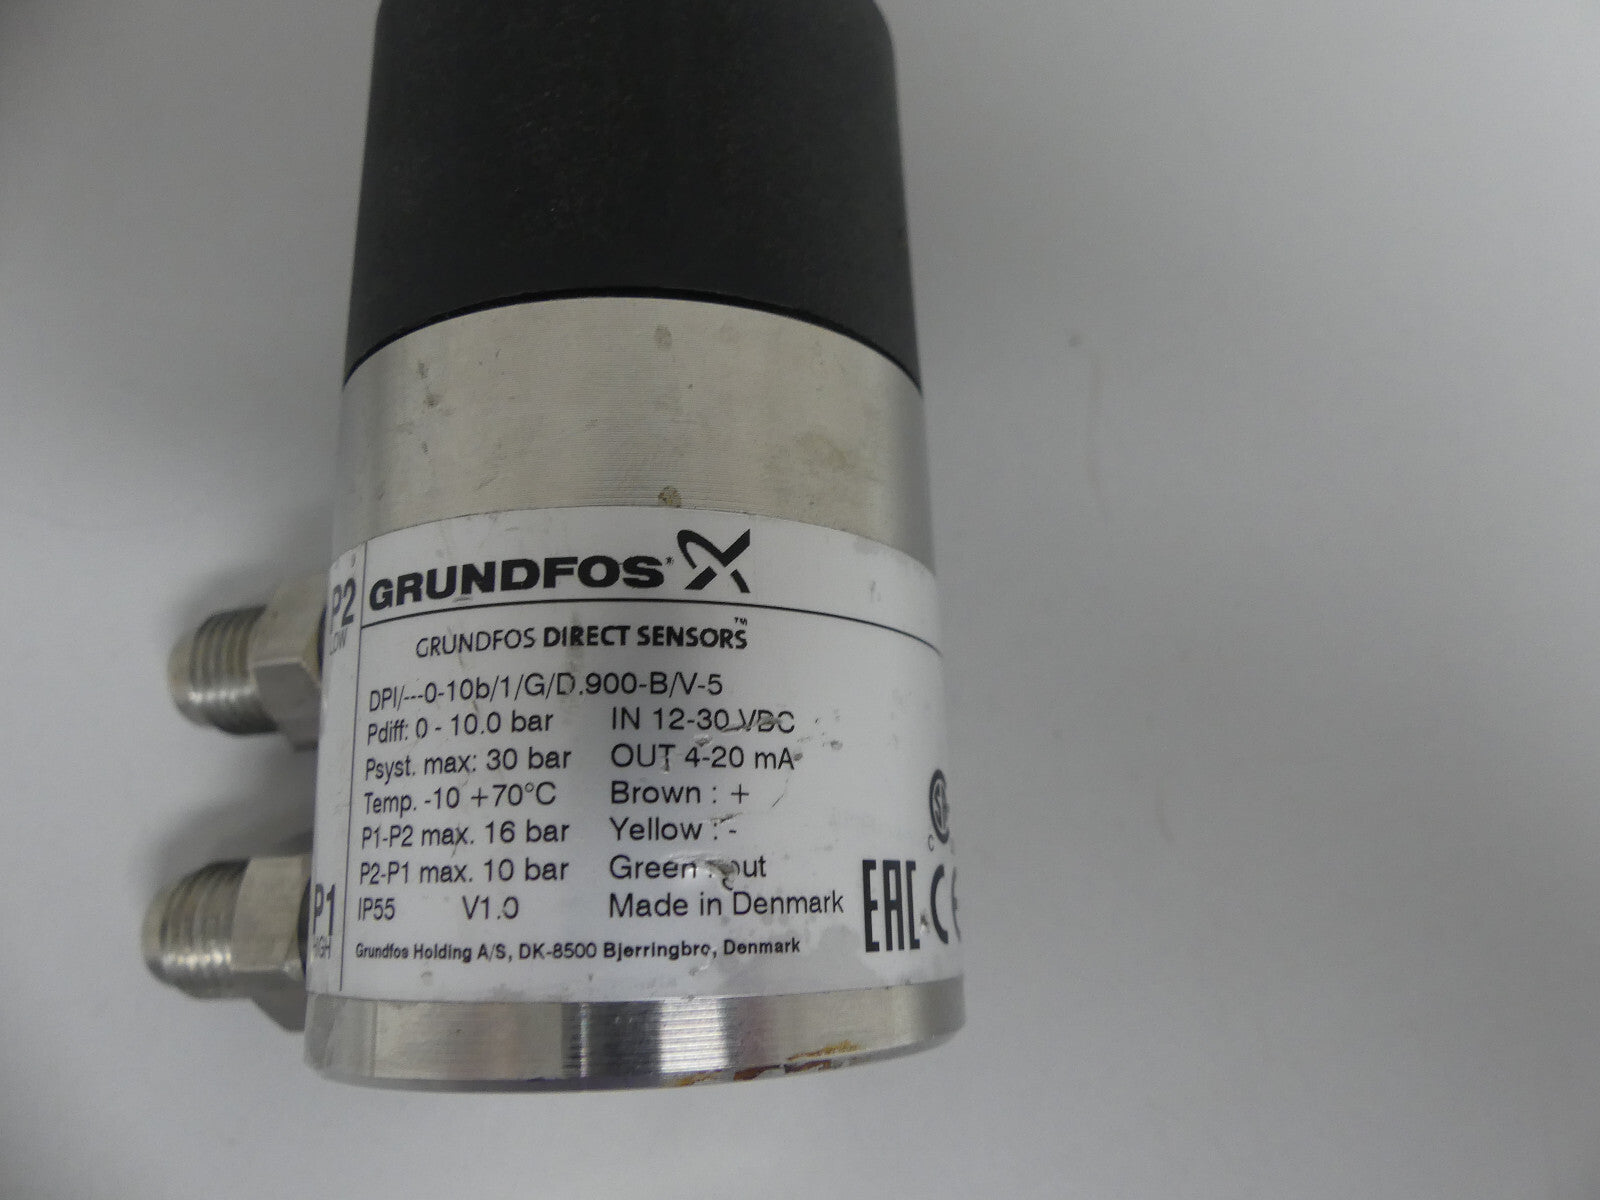 GRUNDFOS
GRUNDFOS DIRECT SENSORS™
DPI/---0-10b/1/G/D.900-B/V-5
Pdiff: 0 - 10.0 bar IN 12-30 VDC
Psyst. max: 30 bar OUT 4-20 mA
Temp. -10 +70°C Brown : +
P1-P2 max. 16 bar Yellow : -
P2-P1 max. 10 bar Green : out
IP55 V1.0 Made in Denmark
Grundfos Holding A/S, DK-8500 Bjerringbro, Denmark
P2
LOW
P1
HIGH
EAC CE